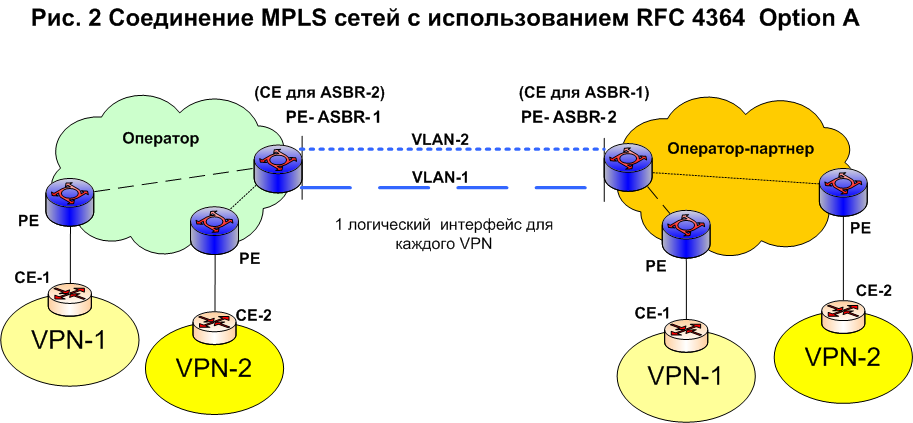 Рис. 2 Соединение MPLS сетей с использованием RFC 4364 Option A
(CE для ASBR-2)
PE- ASBR- 1
(CE для ASBR-1)
PE- ASBR- 2
Оператор
VLAN-2
Оператор-партнер
VLAN-1
PE
1 логический интерфейс для
каждого VPN
PE
PE
PE
CE-1
CE-2
CE-1
CE-2
VPN-1
VPN-2
VPN-1
VPN-2